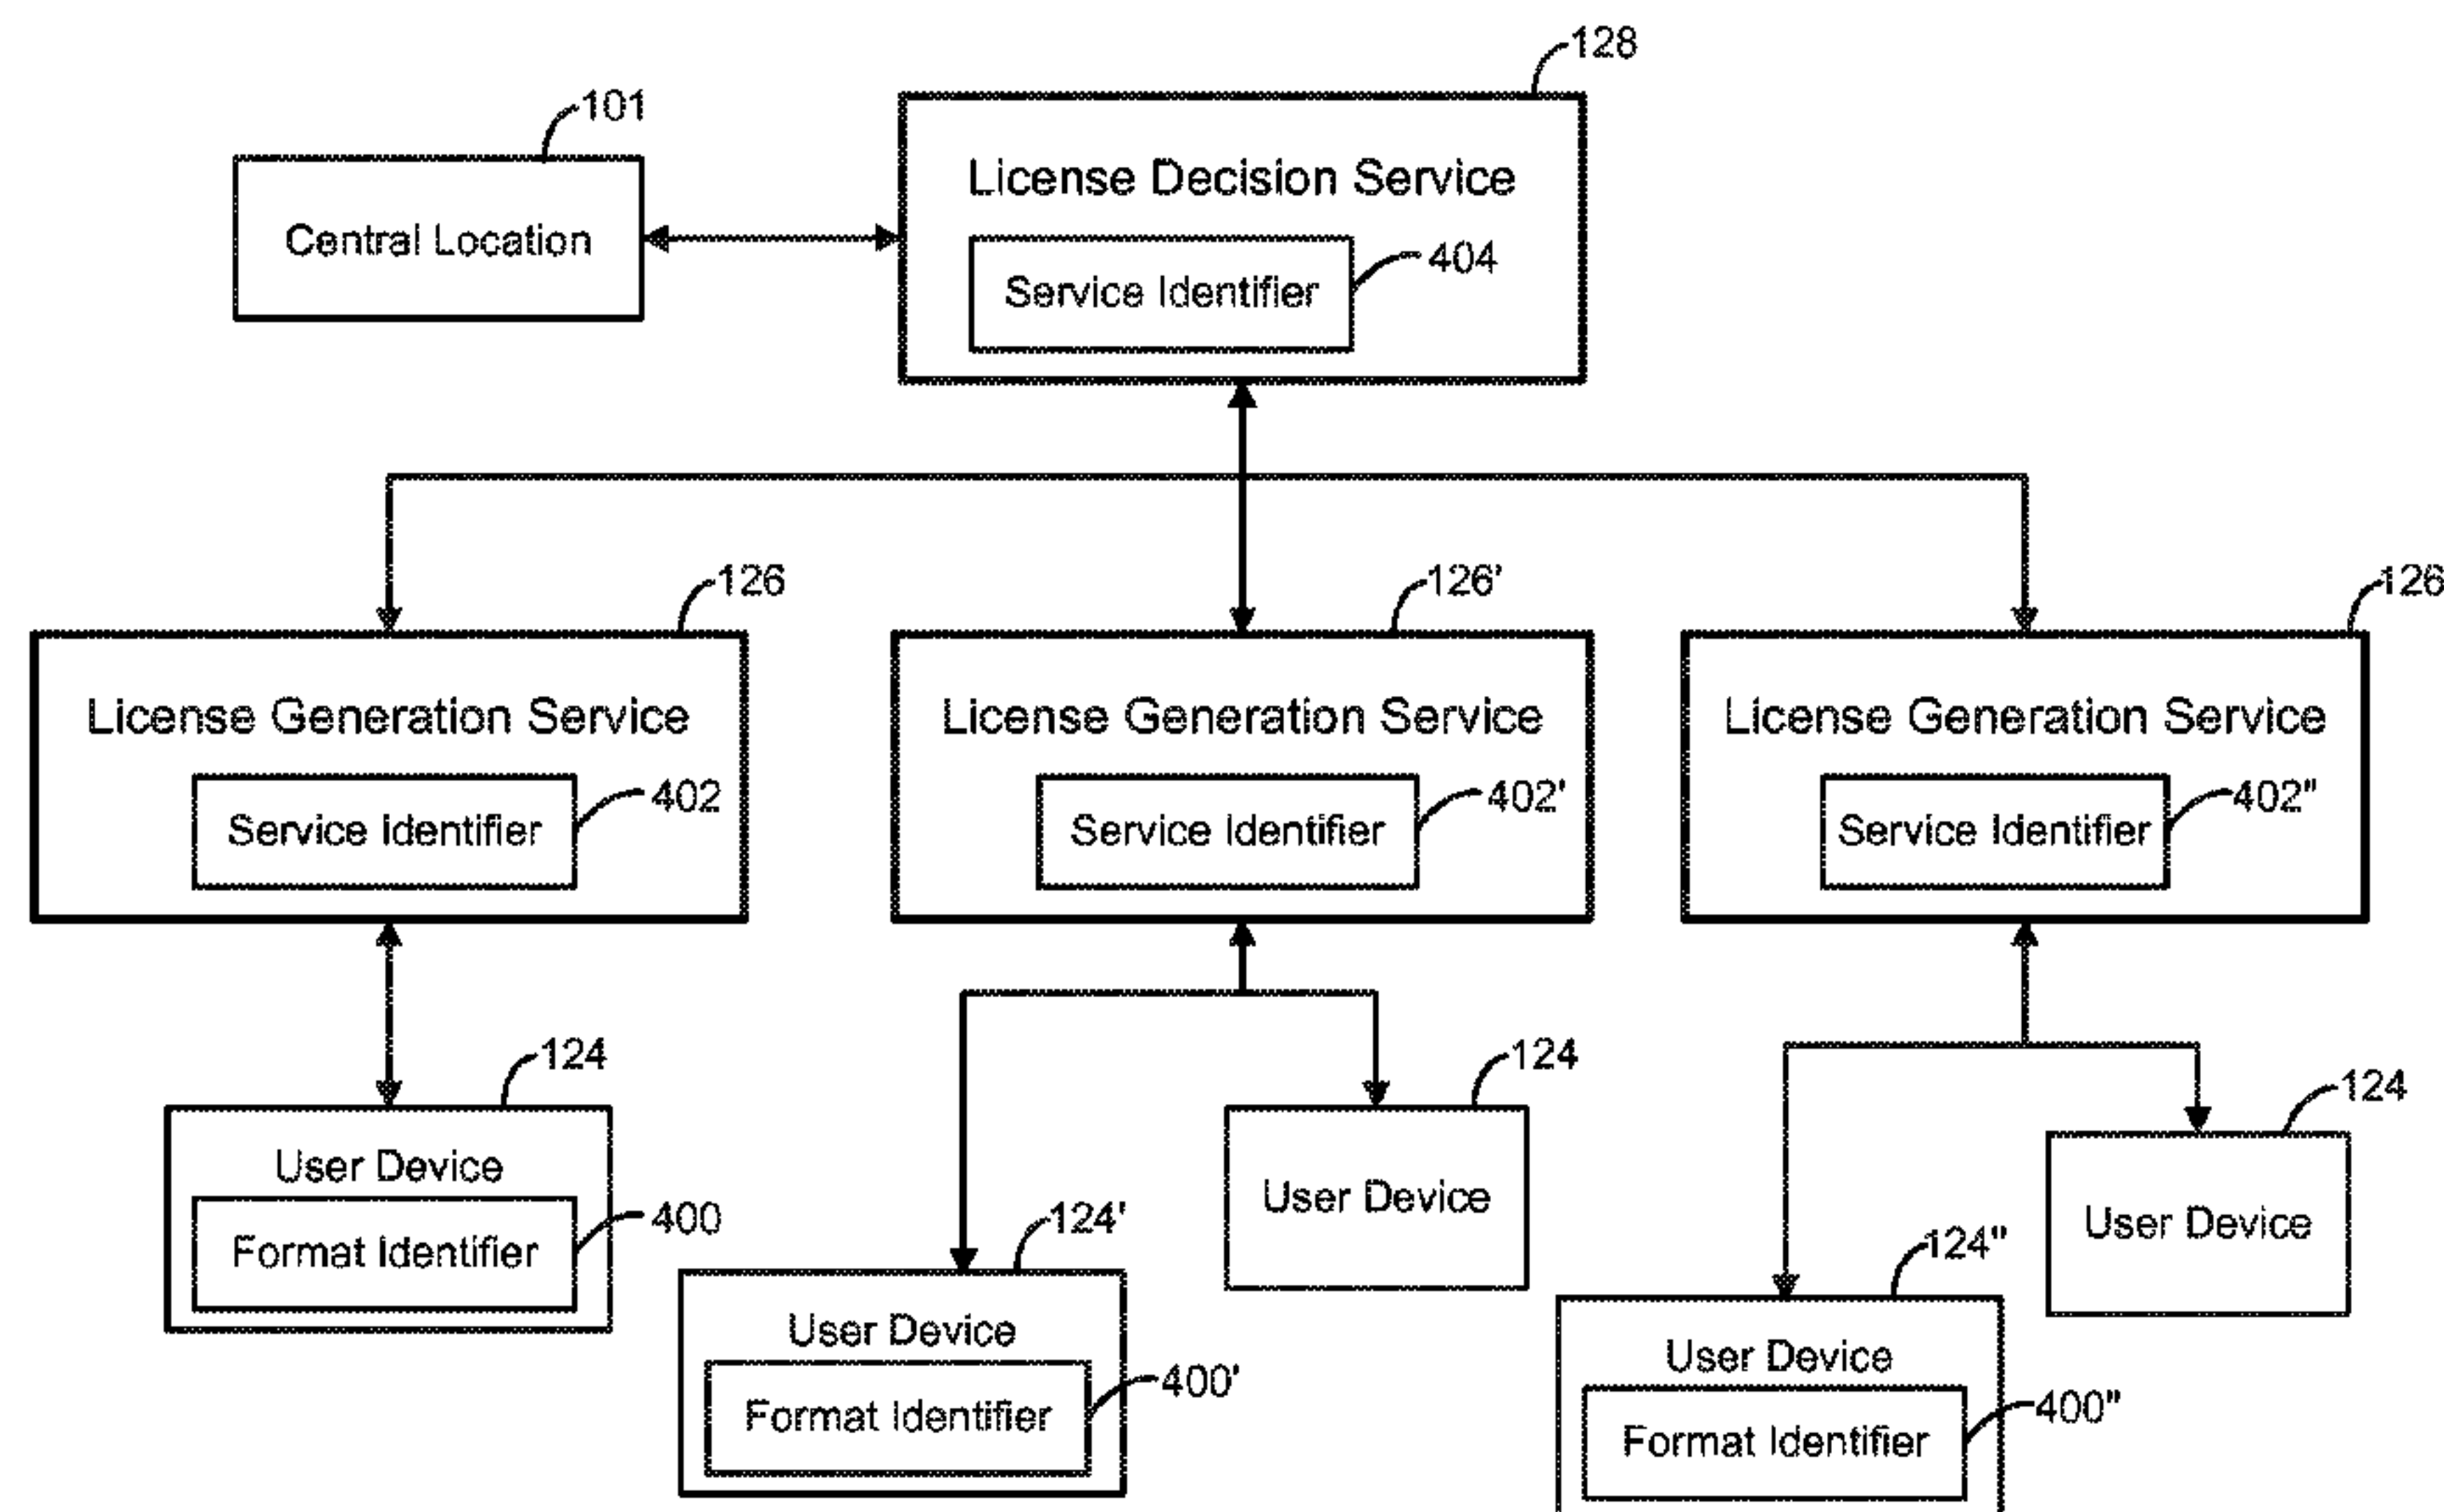 128
101
License Decision Service
Central Location
404
Service Identifier
126
126'
126
License Generation Service
License Generation Service
License Generation Service
402
402'
402"
Service Identifier
Service Identifier
Service Identifier
124
124
124
User Device
User Device
User Device
400
124'
124"
Format Identifier
User Device
User Device
400'
400"
Format Identifier
Format Identifier